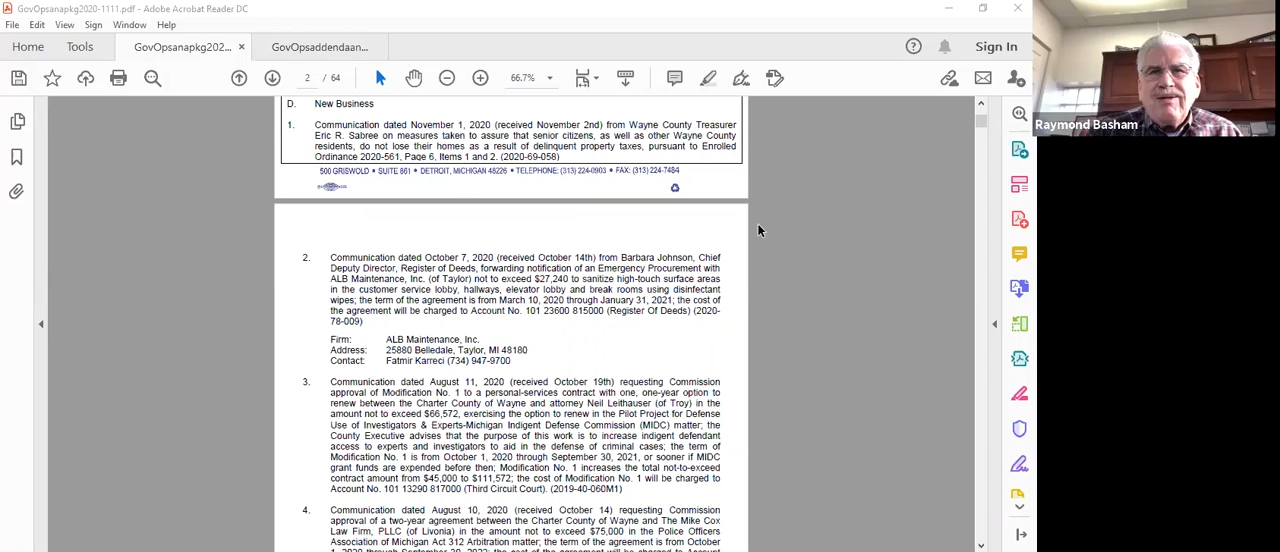 GovOpsanapkg2020-1111.pdf - Adobe Acrobat Reader DC
File Edit View Sign Window Help
Home Tools GovOpsanapkg202... × GovOpsaddendaan... Sign In
2 / 64 66.7%
Raymond Basham
D. New Business
1. Communication dated November 1, 2020 (received November 2nd) from Wayne County Treasurer
Eric R. Sabree on measures taken to assure that senior citizens, as well as other Wayne County
residents, do not lose their homes as a result of delinquent property taxes, pursuant to Enrolled
Ordinance 2020-561, Page 6, Items 1 and 2. (2020-69-058)
500 GRISWOLD • SUITE 861 • DETROIT, MICHIGAN 48226 • TELEPHONE: (313) 224-0903 • FAX: (313) 224-7484
2. Communication dated October 7, 2020 (received October 14th) from Barbara Johnson, Chief
Deputy Director, Register of Deeds, forwarding notification of an Emergency Procurement with
ALB Maintenance, Inc. (of Taylor) not to exceed $27,240 to sanitize high-touch surface areas
in the customer service lobby, hallways, elevator lobby and break rooms using disinfectant
wipes; the term of the agreement is from March 10, 2020 through January 31, 2021; the cost of
the agreement will be charged to Account No. 101 23600 815000 (Register Of Deeds) (2020-
78-009)
Firm: ALB Maintenance, Inc.
Address: 25880 Belledale, Taylor, MI 48180
Contact: Fatmir Karreci (734) 947-9700
3. Communication dated August 11, 2020 (received October 19th) requesting Commission
approval of Modification No. 1 to a personal-services contract with one, one-year option to
renew between the Charter County of Wayne and attorney Neil Leithauser (of Troy) in the
amount not to exceed $66,572, exercising the option to renew in the Pilot Project for Defense
Use of Investigators & Experts-Michigan Indigent Defense Commission (MIDC) matter; the
County Executive advises that the purpose of this work is to increase indigent defendant
access to experts and investigators to aid in the defense of criminal cases; the term of
Modification No. 1 is from October 1, 2020 through September 30, 2021, or sooner if MIDC
grant funds are expended before then; Modification No. 1 increases the total not-to-exceed
contract amount from $45,000 to $111,572; the cost of Modification No. 1 will be charged to
Account No. 101 13290 817000 (Third Circuit Court). (2019-40-060M1)
4. Communication dated August 10, 2020 (received October 14) requesting Commission
approval of a two-year agreement between the Charter County of Wayne and The Mike Cox
Law Firm, PLLC (of Livonia) in the amount not to exceed $75,000 in the Police Officers
Association of Michigan Act 312 Arbitration matter; the term of the agreement is from October
1, 2020 through September 30, 2022; the cost of the agreement will be charged to Account